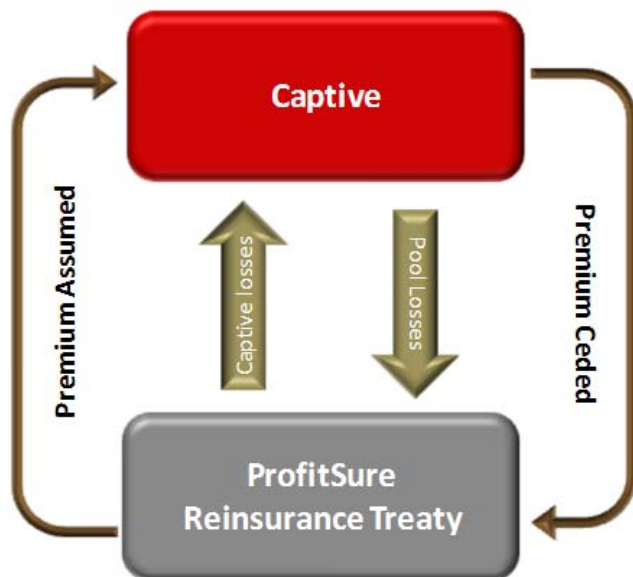 Captive
Premium Assumed
Captive losses
Pool Losses
Premium Ceded
ProfitSure
Reinsurance Treaty